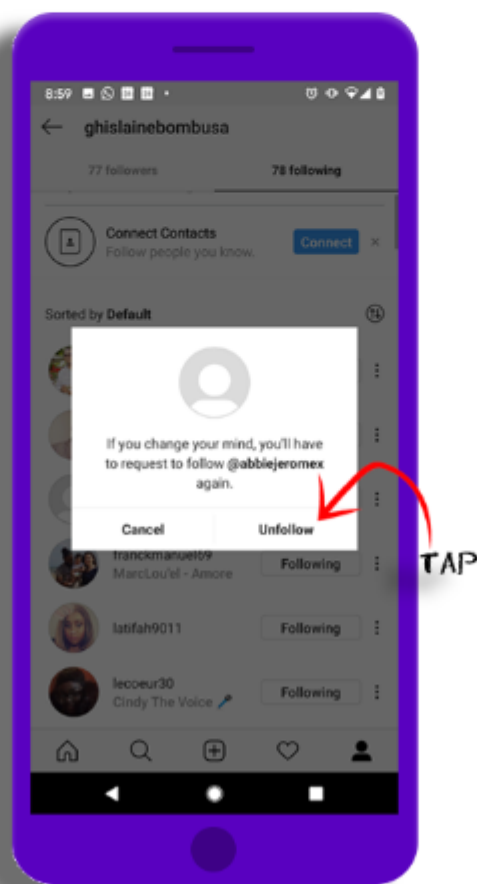 8:59
ghislainebombusa
77 followers
78 following
Connect Contacts
Follow people you know.
Connect
Sorted by Default
If you change your mind, you'll have
to request to follow @abbiejeromex
again.
Cancel
Unfollow
TAP
franckmanuel69
MarcLou'el - Amore
Following
latifah9011
Following
lecoeur30
Cindy The Voice 🎤
Following